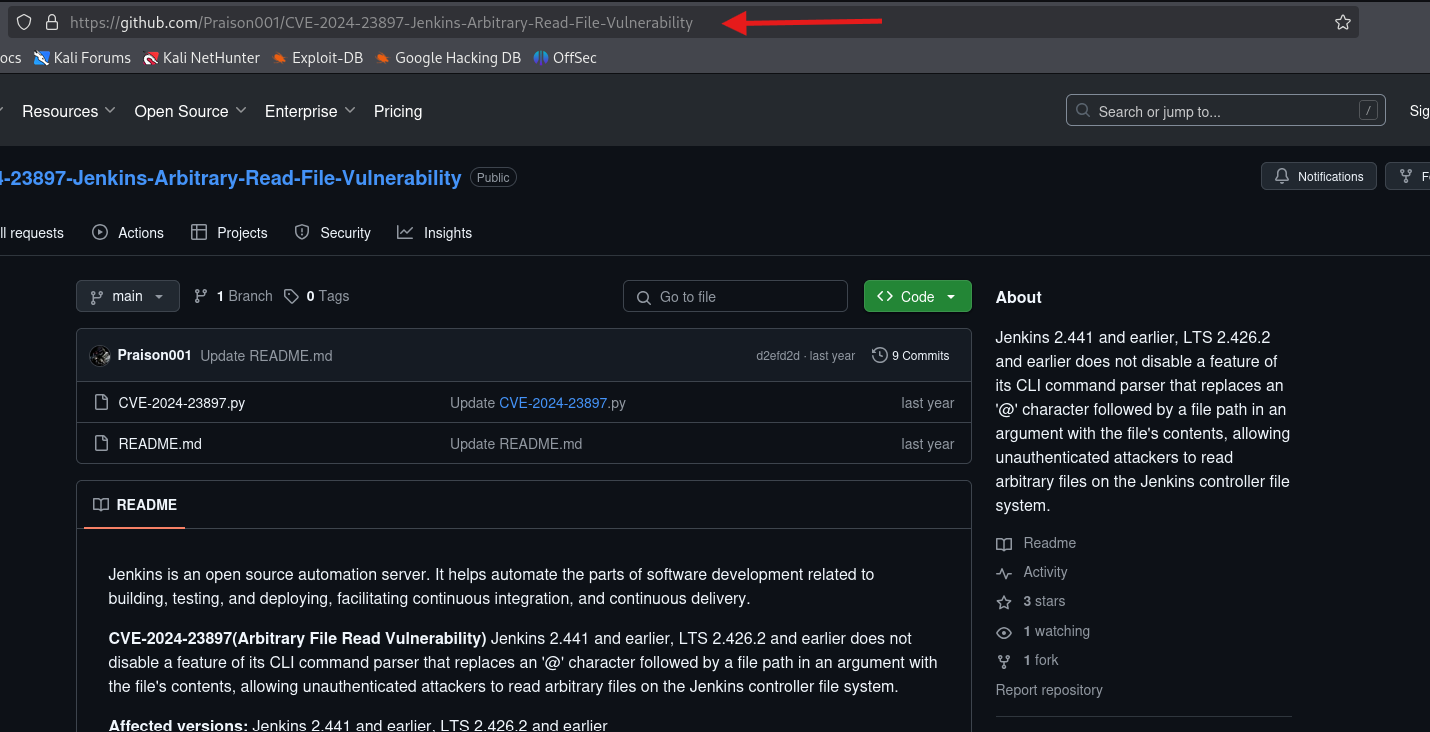 https://github.com/Praison001/CVE-2024-23897-Jenkins-Arbitrary-Read-File-Vulnerability
ocs Kali Forums Kali NetHunter Exploit-DB Google Hacking DB OffSec
Resources Open Source Enterprise Pricing Search or jump to... / Sig
4-23897-Jenkins-Arbitrary-Read-File-Vulnerability Public Notifications F
ll requests Actions Projects Security Insights
main 1 Branch 0 Tags Go to file Code
Praison001 Update README.md d2efd2d · last year 9 Commits
CVE-2024-23897.py Update CVE-2024-23897.py last year
README.md Update README.md last year
README
Jenkins is an open source automation server. It helps automate the parts of software development related to
building, testing, and deploying, facilitating continuous integration, and continuous delivery.
CVE-2024-23897(Arbitrary File Read Vulnerability) Jenkins 2.441 and earlier, LTS 2.426.2 and earlier does not
disable a feature of its CLI command parser that replaces an '@' character followed by a file path in an argument with
the file's contents, allowing unauthenticated attackers to read arbitrary files on the Jenkins controller file system.
Affected versions: Jenkins 2.441 and earlier, LTS 2.426.2 and earlier
About
Jenkins 2.441 and earlier, LTS 2.426.2
and earlier does not disable a feature of
its CLI command parser that replaces an
'@' character followed by a file path in an
argument with the file's contents, allowing
unauthenticated attackers to read
arbitrary files on the Jenkins controller file
system.
Readme
Activity
3 stars
1 watching
1 fork
Report repository